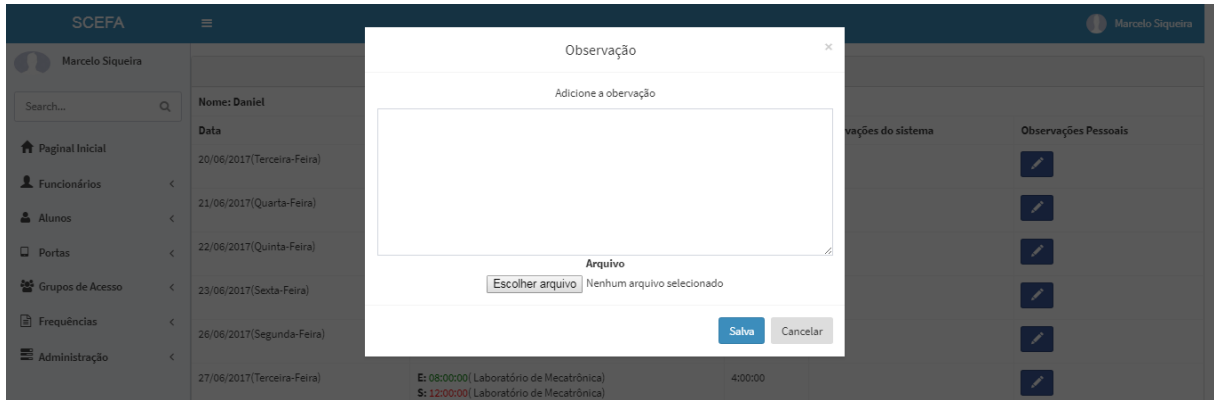 SCEFA
Marcelo Siqueira
Marcelo Siqueira
Search...
Paginal Inicial
Funcionários
Alunos
Portas
Grupos de Acesso
Frequências
Administração
Observação
×
Adicione a obervação
Arquivo
Escolher arquivo Nenhum arquivo selecionado
Salva Cancelar
Nome: Daniel
Data vações do sistema Observações Pessoais
20/06/2017(Terceira-Feira)
21/06/2017(Quarta-Feira)
22/06/2017(Quinta-Feira)
23/06/2017(Sexta-Feira)
26/06/2017(Segunda-Feira)
27/06/2017(Terceira-Feira) E: 08:00:00( Laboratório de Mecatrônica) 4:00:00
S: 12:00:00( Laboratório de Mecatrônica)